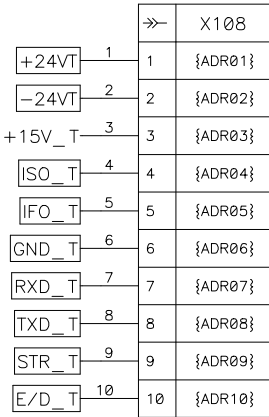 X108
+24VT 1 1 {ADR01}
−24VT 2 2 {ADR02}
+15V_T 3 3 {ADR03}
ISO_T 4 4 {ADR04}
IFO_T 5 5 {ADR05}
GND_T 6 6 {ADR06}
RXD_T 7 7 {ADR07}
TXD_T 8 8 {ADR08}
STR_T 9 9 {ADR09}
E/D_T 10 10 {ADR10}